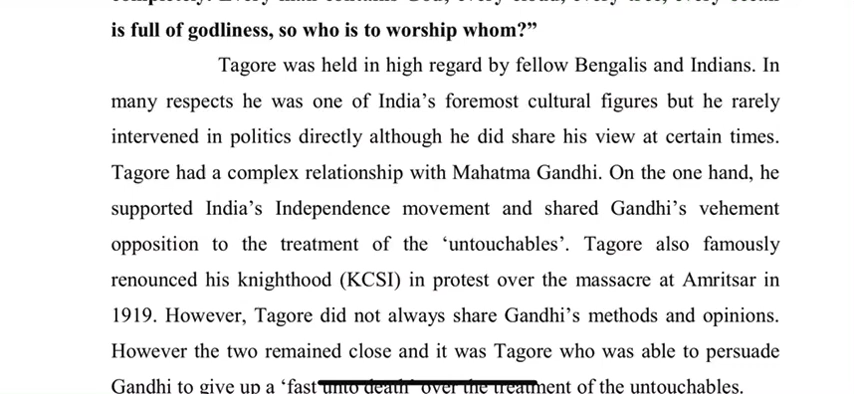 is full of godliness, so who is to worship whom?”
Tagore was held in high regard by fellow Bengalis and Indians. In
many respects he was one of India’s foremost cultural figures but he rarely
intervened in politics directly although he did share his view at certain times.
Tagore had a complex relationship with Mahatma Gandhi. On the one hand, he
supported India’s Independence movement and shared Gandhi’s vehement
opposition to the treatment of the ‘untouchables’. Tagore also famously
renounced his knighthood (KCSI) in protest over the massacre at Amritsar in
1919. However, Tagore did not always share Gandhi’s methods and opinions.
However the two remained close and it was Tagore who was able to persuade
Gandhi to give up a ‘fast unto death’ over the treatment of the untouchables.